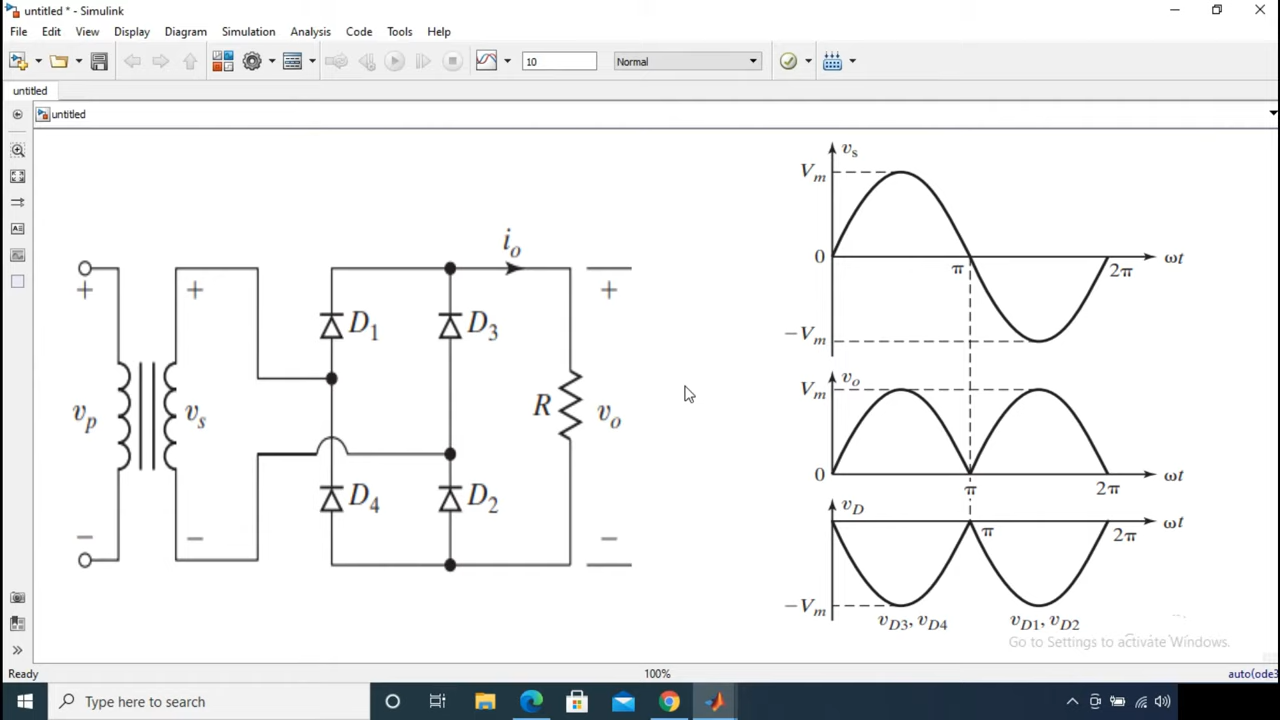 untitled * - Simulink
File Edit View Display Diagram Simulation Analysis Code Tools Help
10 Normal
untitled
untitled
i_o
+ + +
D_1 D_3
v_p v_s R v_o
D_4 D_2
− − −
v_s
V_m
0 π 2π ωt
−V_m
v_o
V_m
0 π 2π ωt
v_D
π 2π ωt
−V_m
v_D3, v_D4 v_D1, v_D2
Go to Settings to activate Windows.
Ready 100% auto(ode3
Type here to search